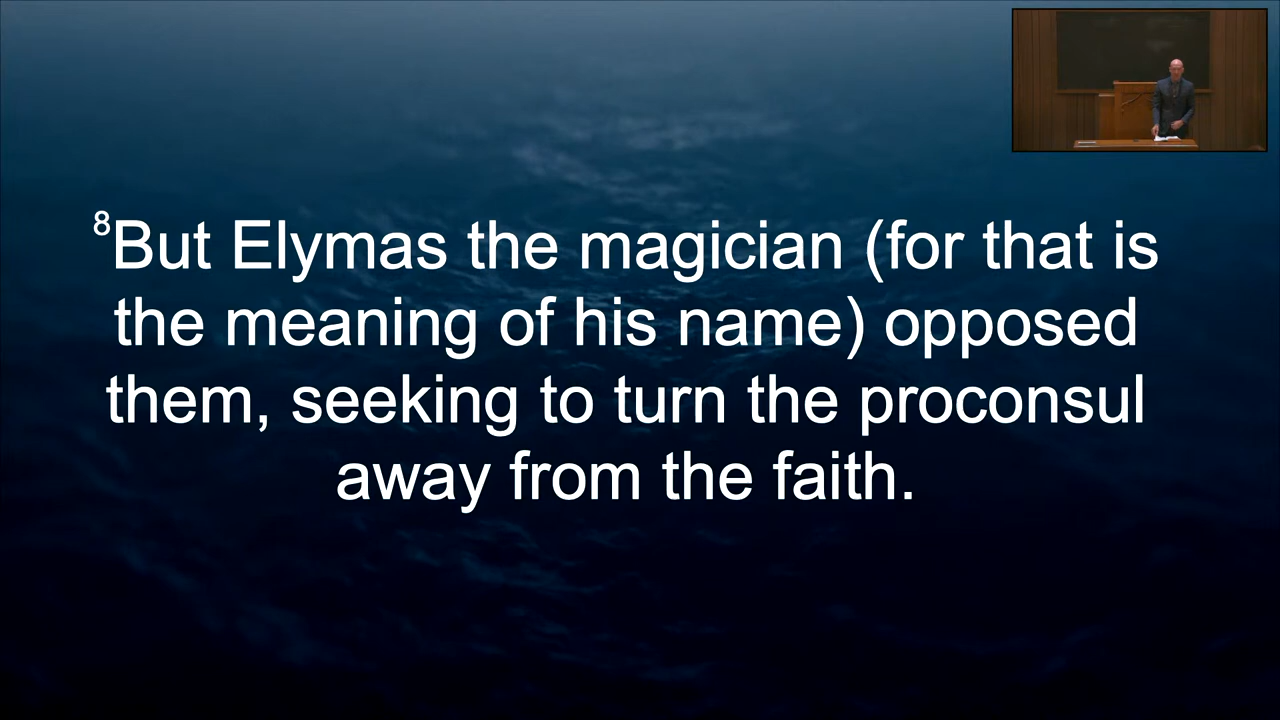 8But Elymas the magician (for that is
the meaning of his name) opposed
them, seeking to turn the proconsul
away from the faith.